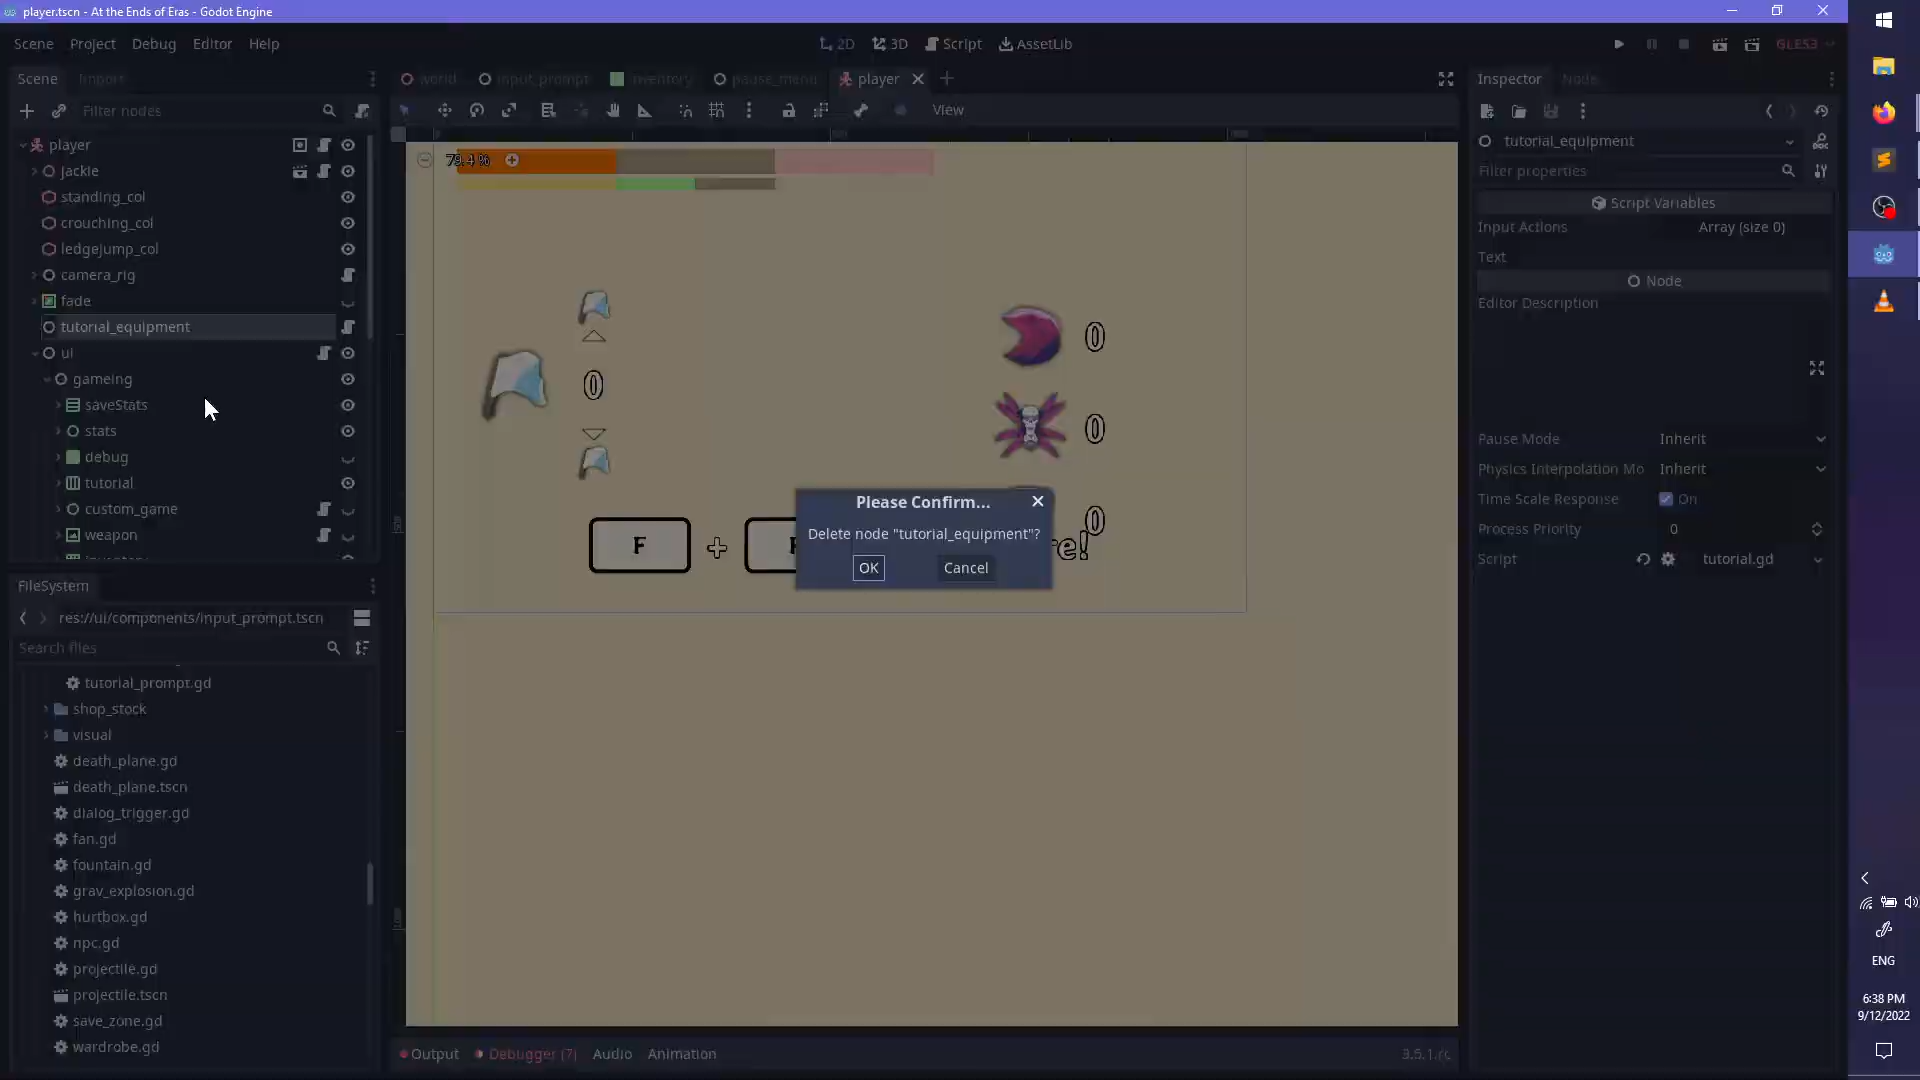 player.tscn - At the Ends of Eras - Godot Engine
Scene Project Debug Editor Help
2D 3D Script AssetLib
GLES3
Scene Import
world input_prompt inventory pause_menu player
Inspector Node
Filter nodes
View
player
jackie
standing_col
crouching_col
ledgejump_col
camera_rig
fade
tutorial_equipment
ui
gameing
saveStats
stats
debug
tutorial
custom_game
weapon
inventory
79.4 %
0
0
0
0
F + re!
Please Confirm...
Delete node "tutorial_equipment"?
OK Cancel
tutorial_equipment
Filter properties
Script Variables
Input Actions Array (size 0)
Text
Node
Editor Description
Pause Mode Inherit
Physics Interpolation Mo Inherit
Time Scale Response On
Process Priority 0
Script tutorial.gd
FileSystem
res://ui/components/input_prompt.tscn
Search files
tutorial_prompt.gd
shop_stock
visual
death_plane.gd
death_plane.tscn
dialog_trigger.gd
fan.gd
fountain.gd
grav_explosion.gd
hurtbox.gd
npc.gd
projectile.gd
projectile.tscn
save_zone.gd
wardrobe.gd
Output Debugger (7) Audio Animation
3.5.1.rc
ENG
6:38 PM
9/12/2022